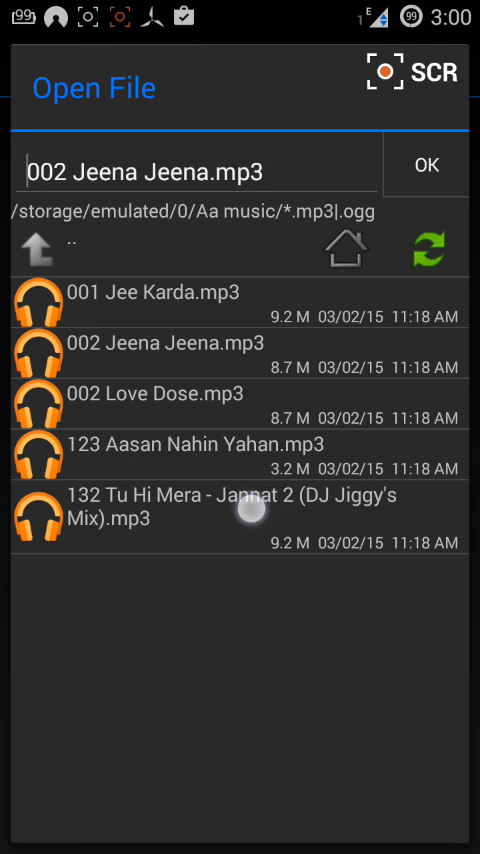 99
1 E 99 3:00
SCR
Open File
002 Jeena Jeena.mp3
OK
/storage/emulated/0/Aa music/*.mp3|.ogg
..
001 Jee Karda.mp3
9.2 M 03/02/15 11:18 AM
002 Jeena Jeena.mp3
8.7 M 03/02/15 11:18 AM
002 Love Dose.mp3
8.7 M 03/02/15 11:18 AM
123 Aasan Nahin Yahan.mp3
3.2 M 03/02/15 11:18 AM
132 Tu Hi Mera - Jannat 2 (DJ Jiggy's
Mix).mp3
9.2 M 03/02/15 11:18 AM